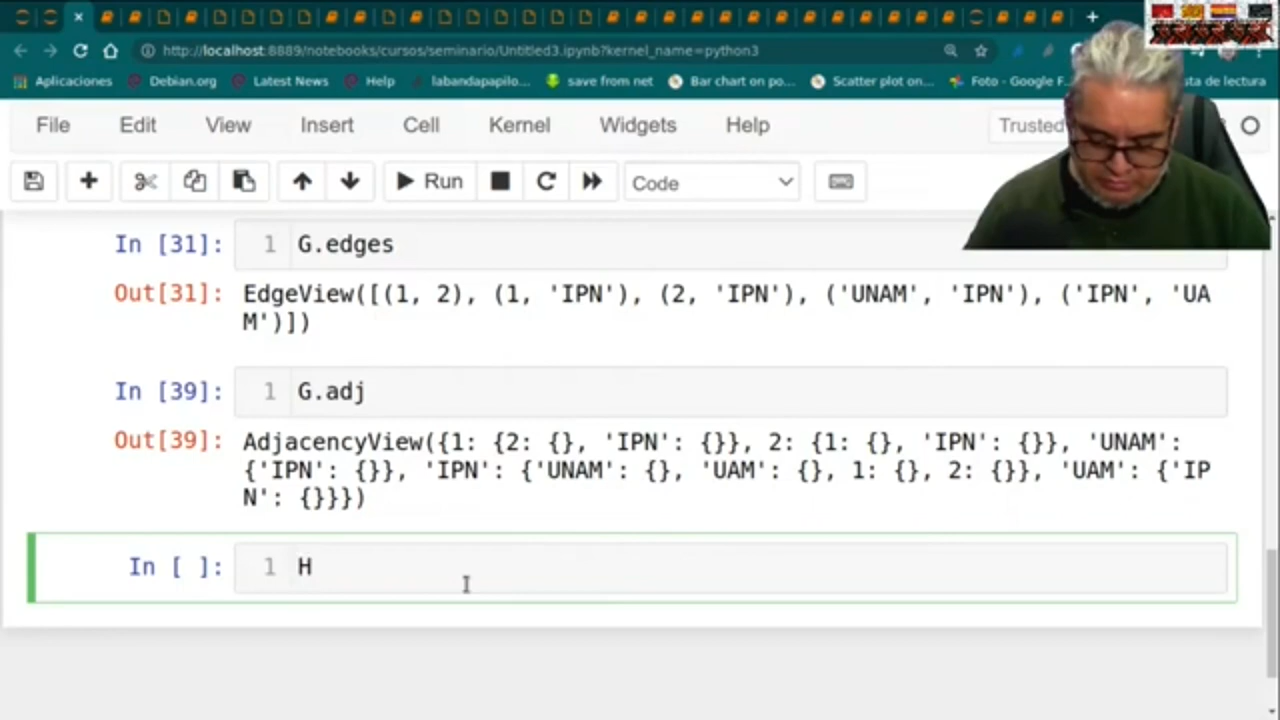 http://localhost:8889/notebooks/cursos/seminario/Untitled3.ipynb?kernel_name=python3
Aplicaciones Debian.org Latest News Help labandapapilo... save from net Bar chart on po... Scatter plot on... Foto - Google F... sta de lectura
File Edit View Insert Cell Kernel Widgets Help Trusted
Run Code
In [31]: 1 G.edges
Out[31]: EdgeView([(1, 2), (1, 'IPN'), (2, 'IPN'), ('UNAM', 'IPN'), ('IPN', 'UA
M')])
In [39]: 1 G.adj
Out[39]: AdjacencyView({1: {2: {}, 'IPN': {}}, 2: {1: {}, 'IPN': {}}, 'UNAM':
{'IPN': {}}, 'IPN': {'UNAM': {}, 'UAM': {}, 1: {}, 2: {}}, 'UAM': {'IP
N': {}}})
In [ ]: 1 H